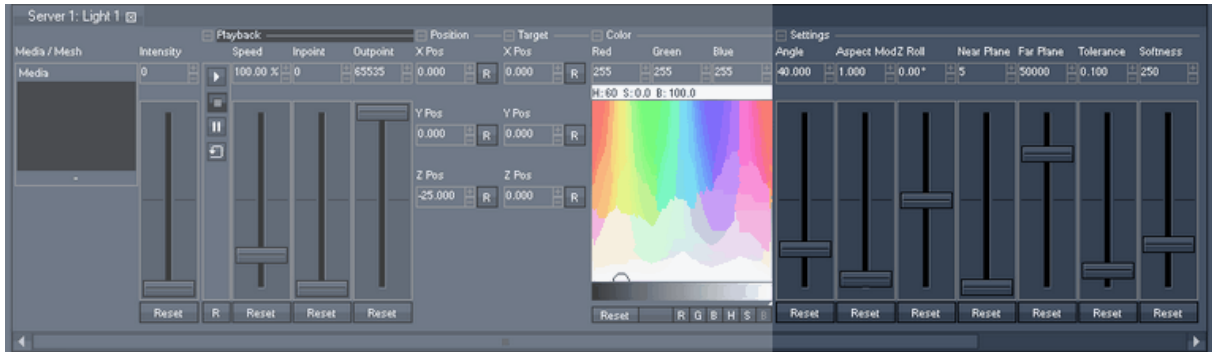 Server 1: Light 1
Playback Position Target Color Settings
Media / Mesh Intensity Speed Inpoint Outpoint X Pos X Pos Red Green Blue Angle Aspect Mod Z Roll Near Plane Far Plane Tolerance Softness
Media 0 100.00 % 0 65535 0.000 R 0.000 R 255 255 255 40.000 1.000 0.00° 5 50000 0.100 250
H:60 S:0.0 B:100.0
Y Pos Y Pos
0.000 R 0.000 R
Z Pos Z Pos
-25.000 R 0.000 R
Reset R Reset Reset Reset Reset R G B H S B Reset Reset Reset Reset Reset Reset Reset